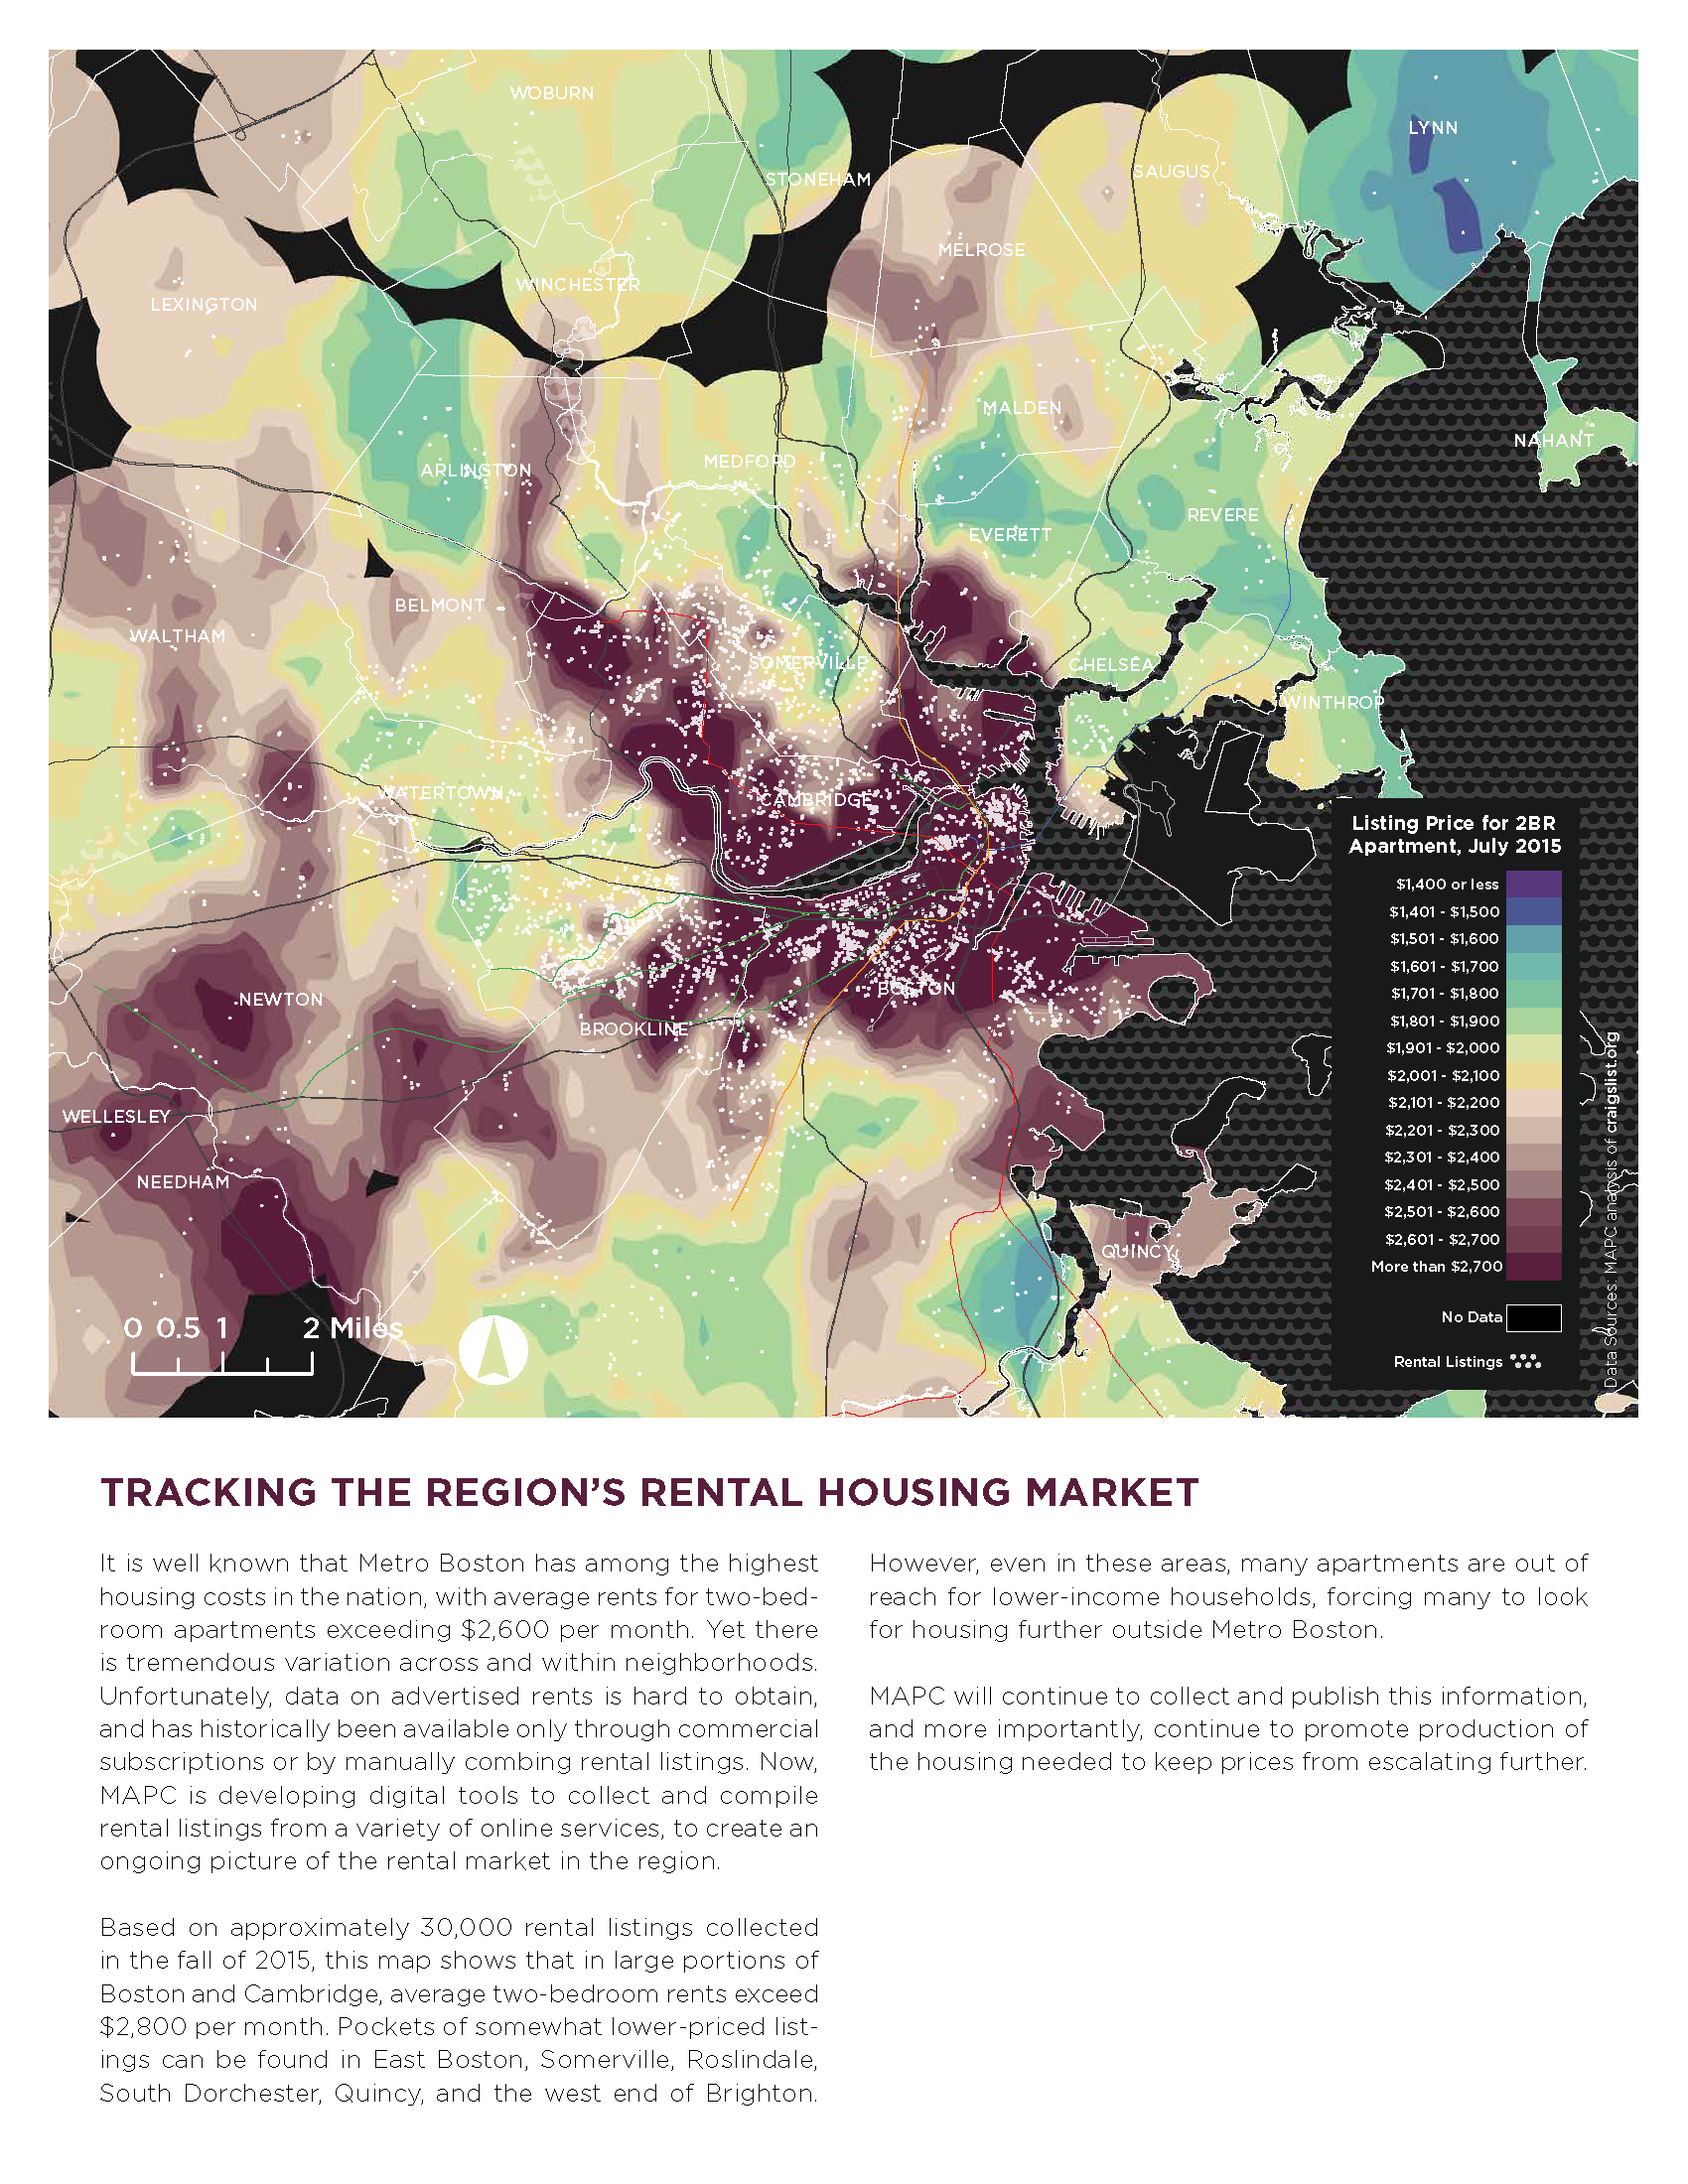 WOBURN
LYNN
STONEHAM
SAUGUS
MELROSE
WINCHESTER
LEXINGTON
MALDEN
NAHANT
ARLINGTON
MEDFORD
REVERE
EVERETT
BELMONT
WALTHAM
SOMERVILLE
CHELSEA
WINTHROP
WATERTOWN
CAMBRIDGE
BOSTON
NEWTON
BROOKLINE
WELLESLEY
NEEDHAM
QUINCY
0 0.5 1 2 Miles
Listing Price for 2BR
Apartment, July 2015
$1,400 or less
$1,401 - $1,500
$1,501 - $1,600
$1,601 - $1,700
$1,701 - $1,800
$1,801 - $1,900
$1,901 - $2,000
$2,001 - $2,100
$2,101 - $2,200
$2,201 - $2,300
$2,301 - $2,400
$2,401 - $2,500
$2,501 - $2,600
$2,601 - $2,700
More than $2,700
No Data
Rental Listings
Data Sources: MAPC analysis of craigslist.org
TRACKING THE REGION'S RENTAL HOUSING MARKET
It is well known that Metro Boston has among the highest
housing costs in the nation, with average rents for two-bed-
room apartments exceeding $2,600 per month. Yet there
is tremendous variation across and within neighborhoods.
Unfortunately, data on advertised rents is hard to obtain,
and has historically been available only through commercial
subscriptions or by manually combing rental listings. Now,
MAPC is developing digital tools to collect and compile
rental listings from a variety of online services, to create an
ongoing picture of the rental market in the region.
Based on approximately 30,000 rental listings collected
in the fall of 2015, this map shows that in large portions of
Boston and Cambridge, average two-bedroom rents exceed
$2,800 per month. Pockets of somewhat lower-priced list-
ings can be found in East Boston, Somerville, Roslindale,
South Dorchester, Quincy, and the west end of Brighton.
However, even in these areas, many apartments are out of
reach for lower-income households, forcing many to look
for housing further outside Metro Boston.
MAPC will continue to collect and publish this information,
and more importantly, continue to promote production of
the housing needed to keep prices from escalating further.